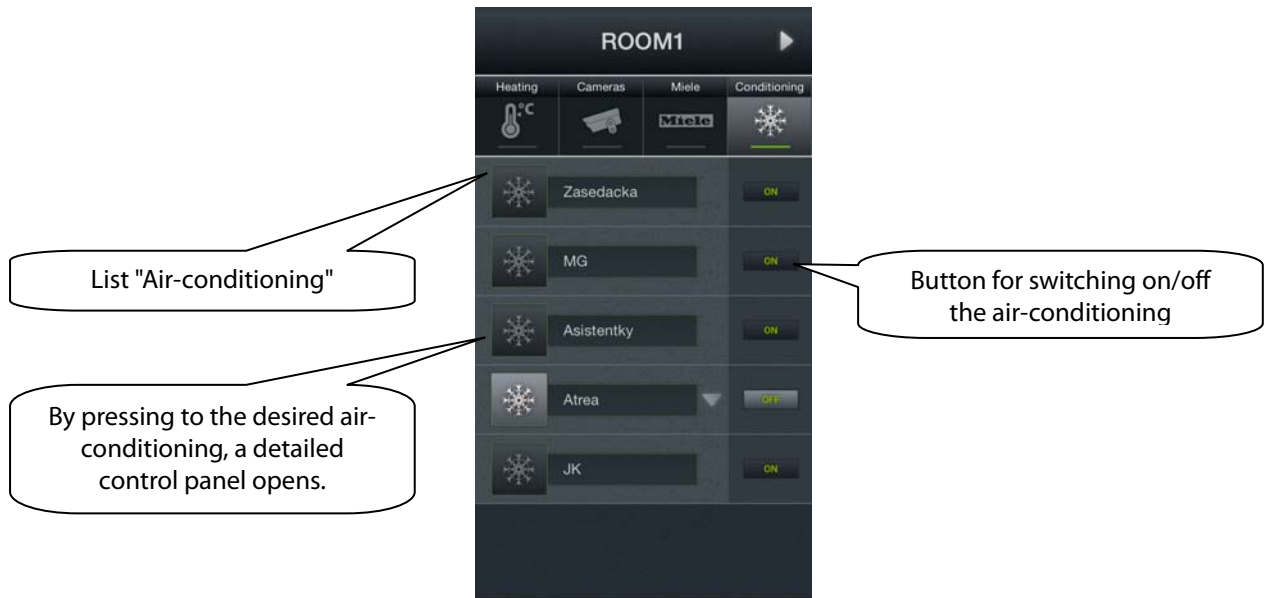 ROOM1
Heating Cameras Miele Conditioning
°C
Miele
Zasedacka ON
MG ON
Asistentky ON
Atrea OFF
JK ON
List "Air-conditioning"
By pressing to the desired air-
conditioning, a detailed
control panel opens.
Button for switching on/off
the air-conditioning